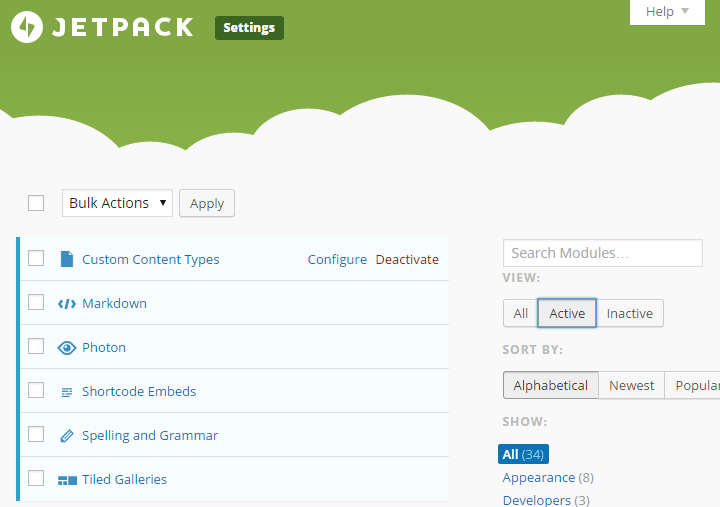 JETPACK Settings Help
Bulk Actions Apply
Custom Content Types Configure Deactivate
Markdown
Photon
Shortcode Embeds
Spelling and Grammar
Tiled Galleries
Search Modules...
VIEW:
All Active Inactive
SORT BY:
Alphabetical Newest Popular
SHOW:
All (34)
Appearance (8)
Developers (3)